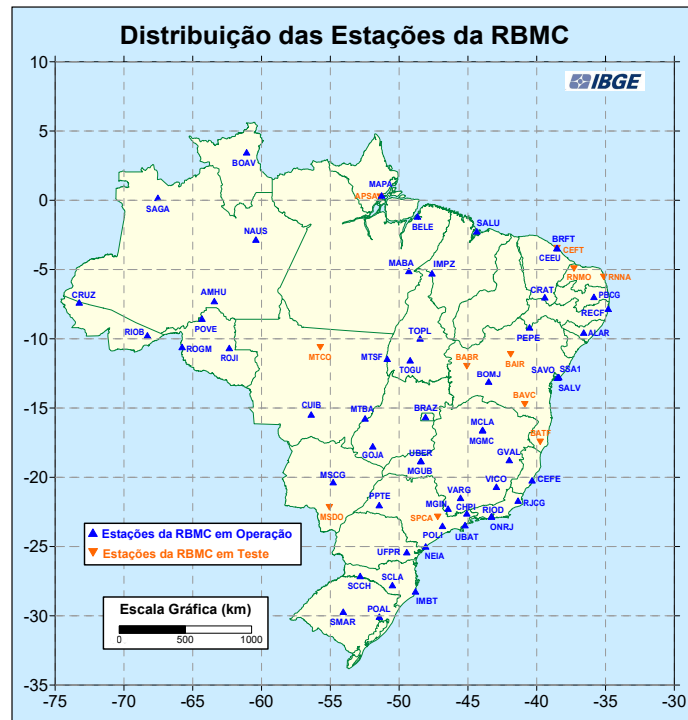 Distribuição das Estações da RBMC
IBGE
10
5
0
-5
-10
-15
-20
-25
-30
-35
-75
-70
-65
-60
-55
-50
-45
-40
-35
-30
BOAV
MAPA
APSA
SAGA
BELE
SALU
NAUS
BRFT
CEFT
CEEU
MABA
IMPZ
RNMO
RNNA
CRUZ
AMHU
CRAT
PBCG
RECF
POVE
RIOB
TOPL
PEPE
ALAR
ROGM
ROJI
MTCO
MTSF
TOGU
BABR
BAIR
BOMJ
SAVO
SSA1
SALV
CUIB
MTBA
BRAZ
BAVC
MCLA
MGMC
BATF
GOJA
UBER
MGUB
GVAL
MSCG
CEFE
PPTE
VICO
VARG
MSDO
MGIN
CHPI
RIOD
RJCG
SPCA
ONRJ
POLI
UBAT
UFPR
NEIA
SCCH
SCLA
IMBT
SMAR
POAL
Estações da RBMC em Operação
Estações da RBMC em Teste
Escala Gráfica (km)
0
500
1000